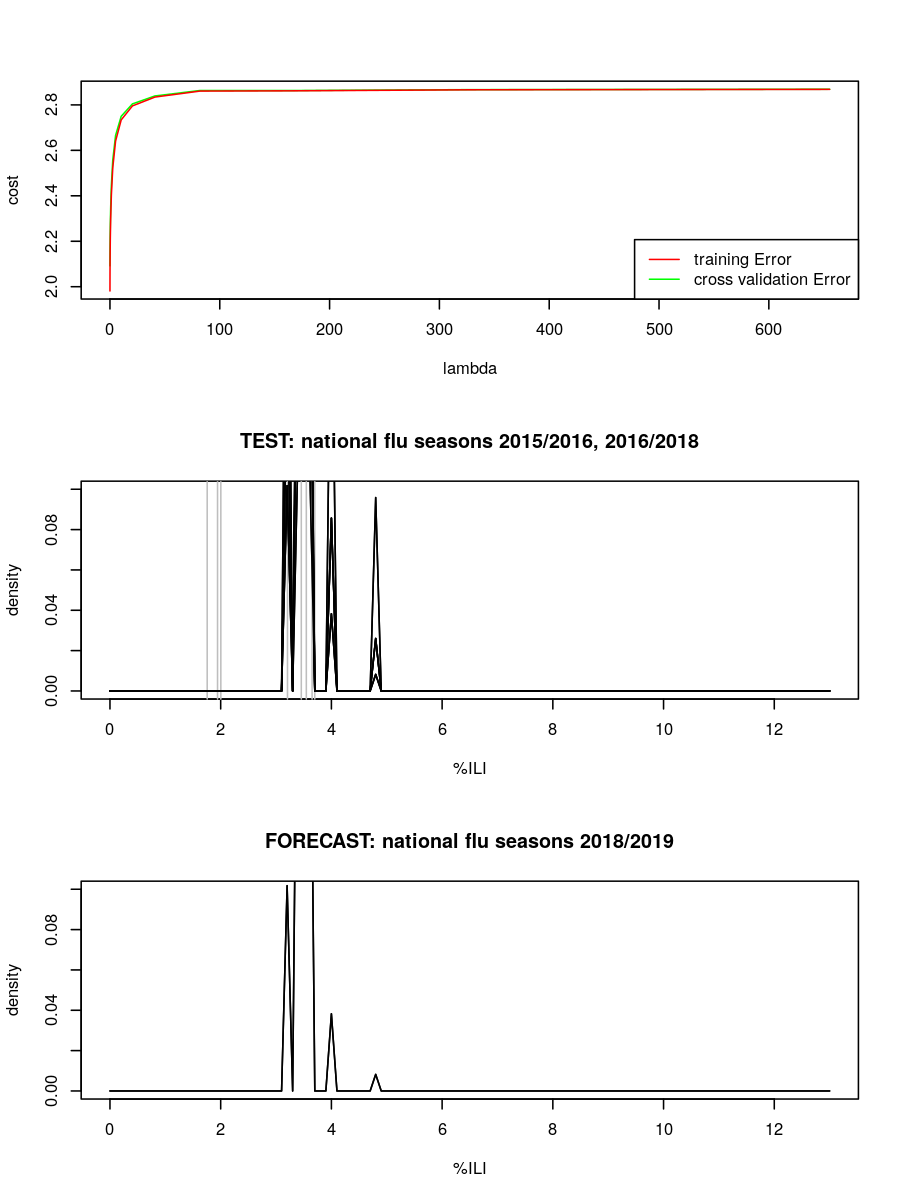 2.8
2.6
2.4
2.2
2.0
cost
training Error
cross validation Error
0 100 200 300 400 500 600
lambda
TEST: national flu seasons 2015/2016, 2016/2018
0.08
0.04
0.00
density
0 2 4 6 8 10 12
%ILI
FORECAST: national flu seasons 2018/2019
0.08
0.04
0.00
density
0 2 4 6 8 10 12
%ILI